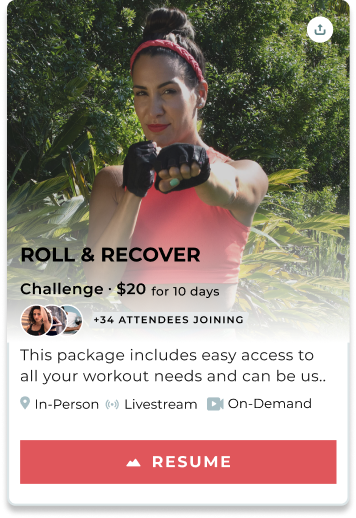 ROLL & RECOVER
Challenge · $20 for 10 days
+34 ATTENDEES JOINING
This package includes easy access to
all your workout needs and can be us..
In-Person Livestream On-Demand
RESUME